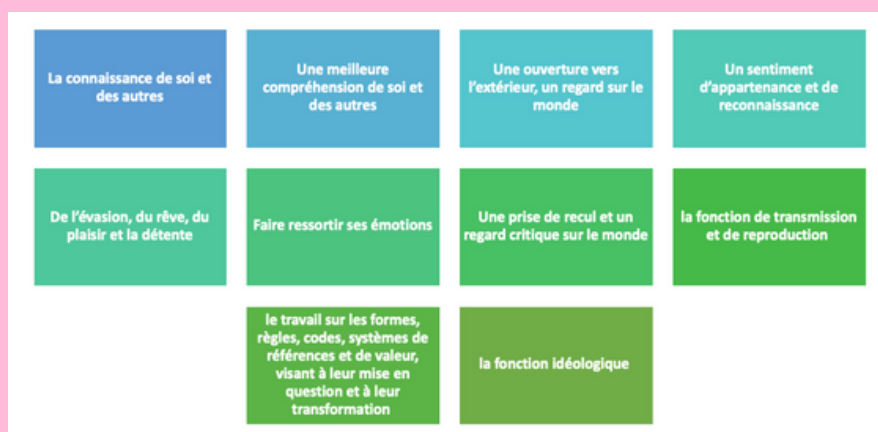 La connaissance de soi et
des autres
Une meilleure
compréhension de soi et
des autres
Une ouverture vers
l'extérieur, un regard sur le
monde
Un sentiment
d'appartenance et de
reconnaissance
De l'évasion, du rêve, du
plaisir et la détente
Faire ressortir ses émotions
Une prise de recul et un
regard critique sur le monde
la fonction de transmission
et de reproduction
le travail sur les formes,
règles, codes, systèmes de
références et de valeur,
visant à leur mise en
question et à leur
transformation
la fonction idéologique